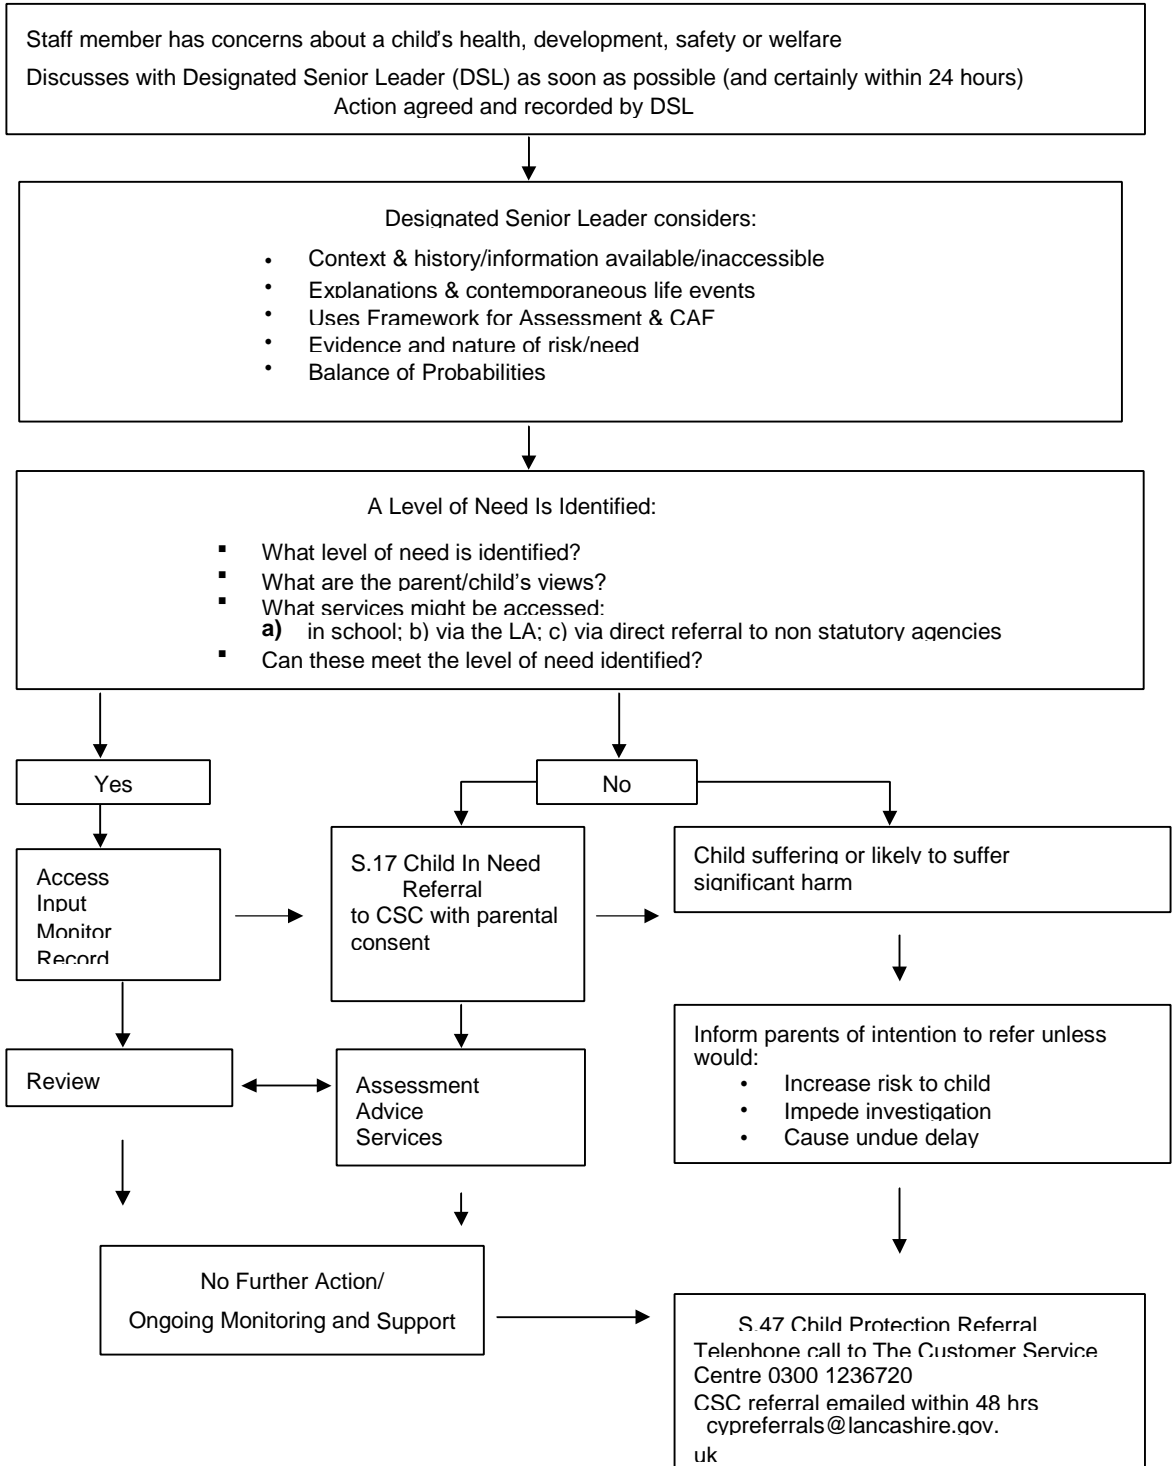 Staff member has concerns about a child's health, development, safety or welfare
Discusses with Designated Senior Leader (DSL) as soon as possible (and certainly within 24 hours)
Action agreed and recorded by DSL
Designated Senior Leader considers:
• Context & history/information available/inaccessible
• Explanations & contemporaneous life events
• Uses Framework for Assessment & CAF
• Evidence and nature of risk/need
• Balance of Probabilities
A Level of Need Is Identified:
▪ What level of need is identified?
▪ What are the parent/child's views?
▪ What services might be accessed:
a) in school; b) via the LA; c) via direct referral to non statutory agencies
▪ Can these meet the level of need identified?
Yes
No
Access
Input
Monitor
Record
S.17 Child In Need
Referral
to CSC with parental
consent
Child suffering or likely to suffer
significant harm
Review
Assessment
Advice
Services
Inform parents of intention to refer unless
would:
• Increase risk to child
• Impede investigation
• Cause undue delay
No Further Action/
Ongoing Monitoring and Support
S.47 Child Protection Referral
Telephone call to The Customer Service
Centre 0300 1236720
CSC referral emailed within 48 hrs
cypreferrals@lancashire.gov.
uk